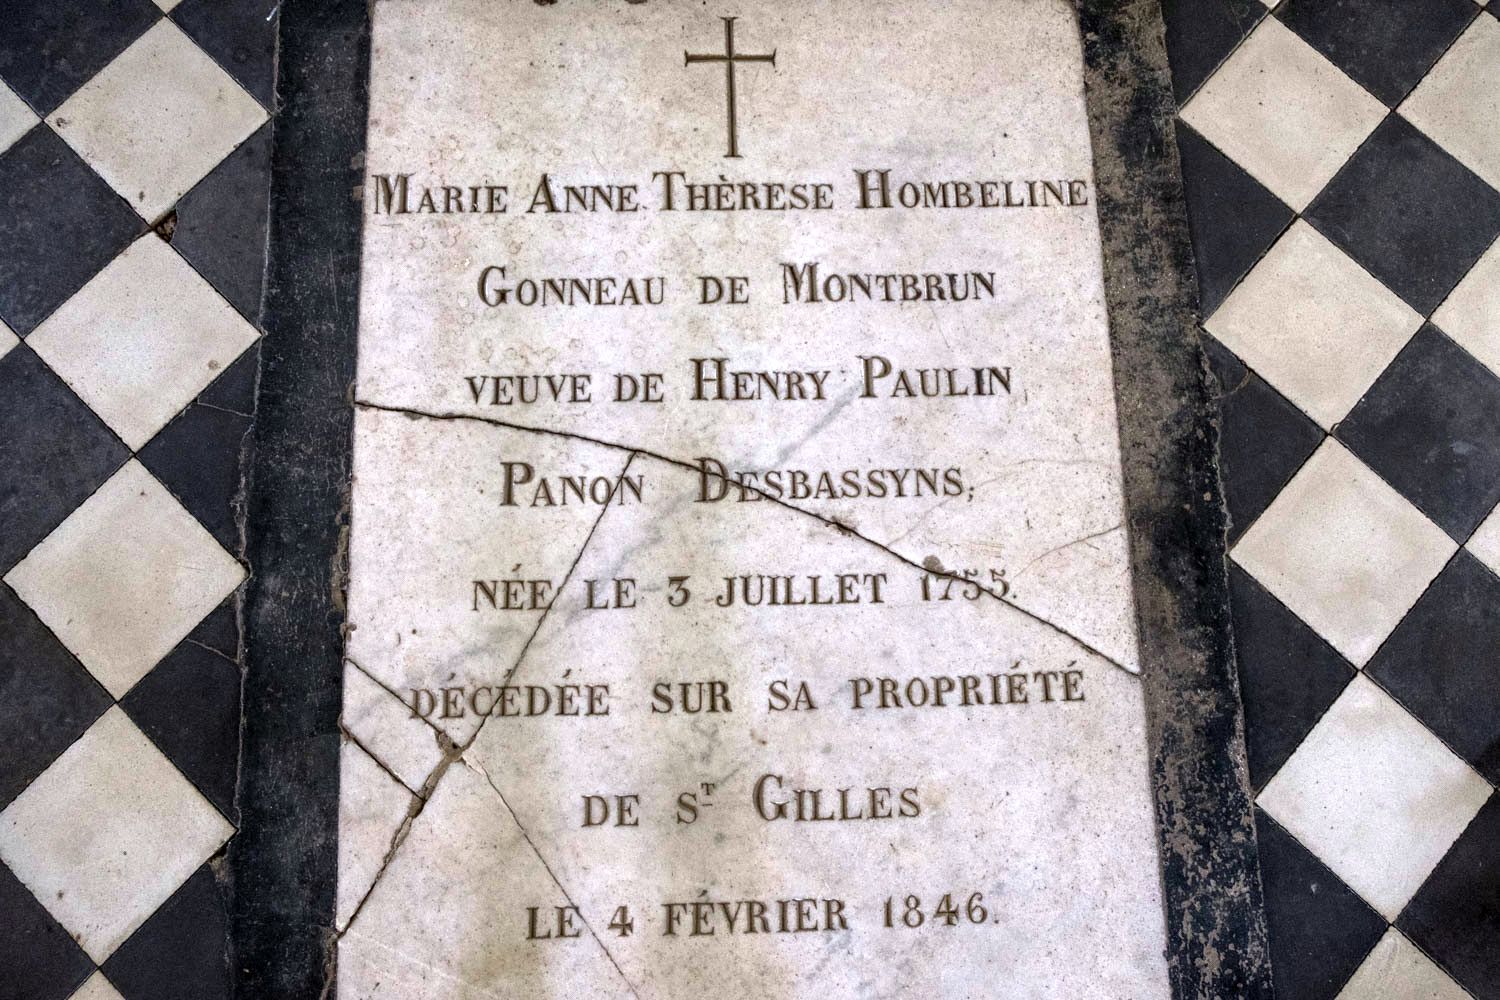 Marie Anne Thèrese Hombeline
Gonneau de Montbrun
veuve de Henry Paulin
Panon Desbassyns,
née le 3 juillet 1755.
décédée sur sa propriété
de St Gilles
le 4 février 1846.